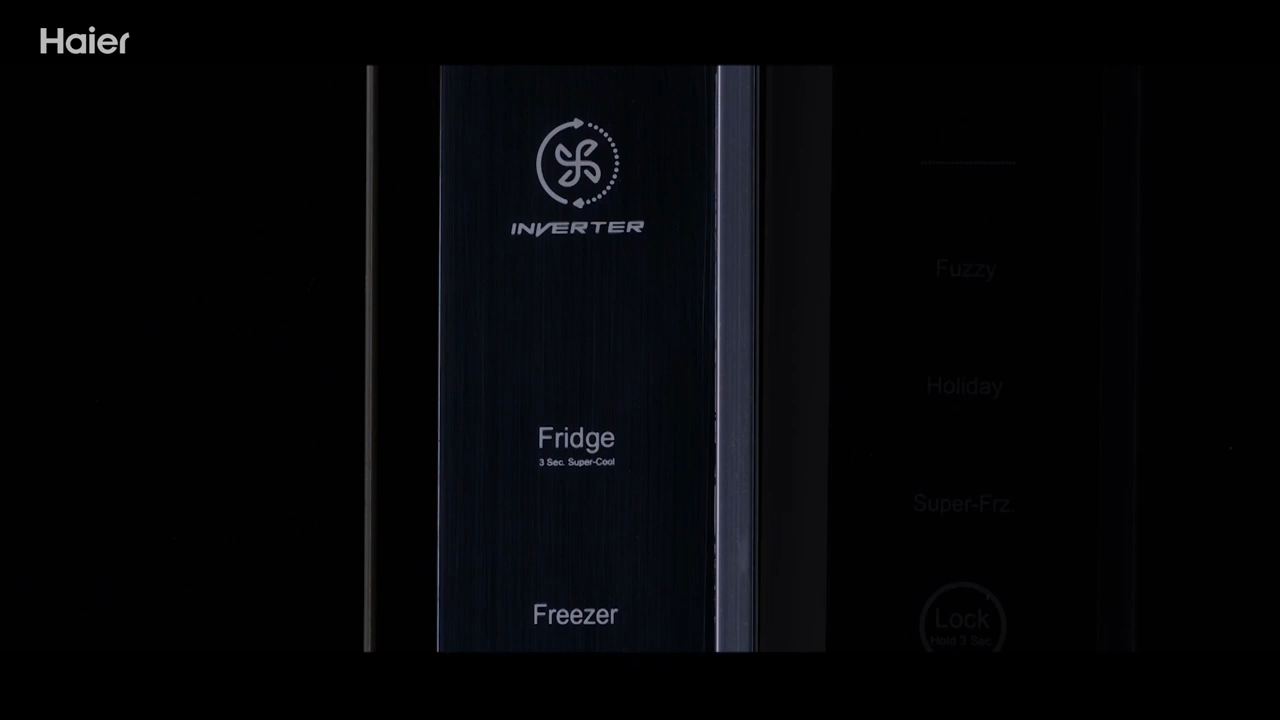 Haier
INVERTER
Fridge
3 Sec. Super-Cool
Freezer
Fuzzy
Holiday
Super-Frz.
Lock
Hold 3 Sec.